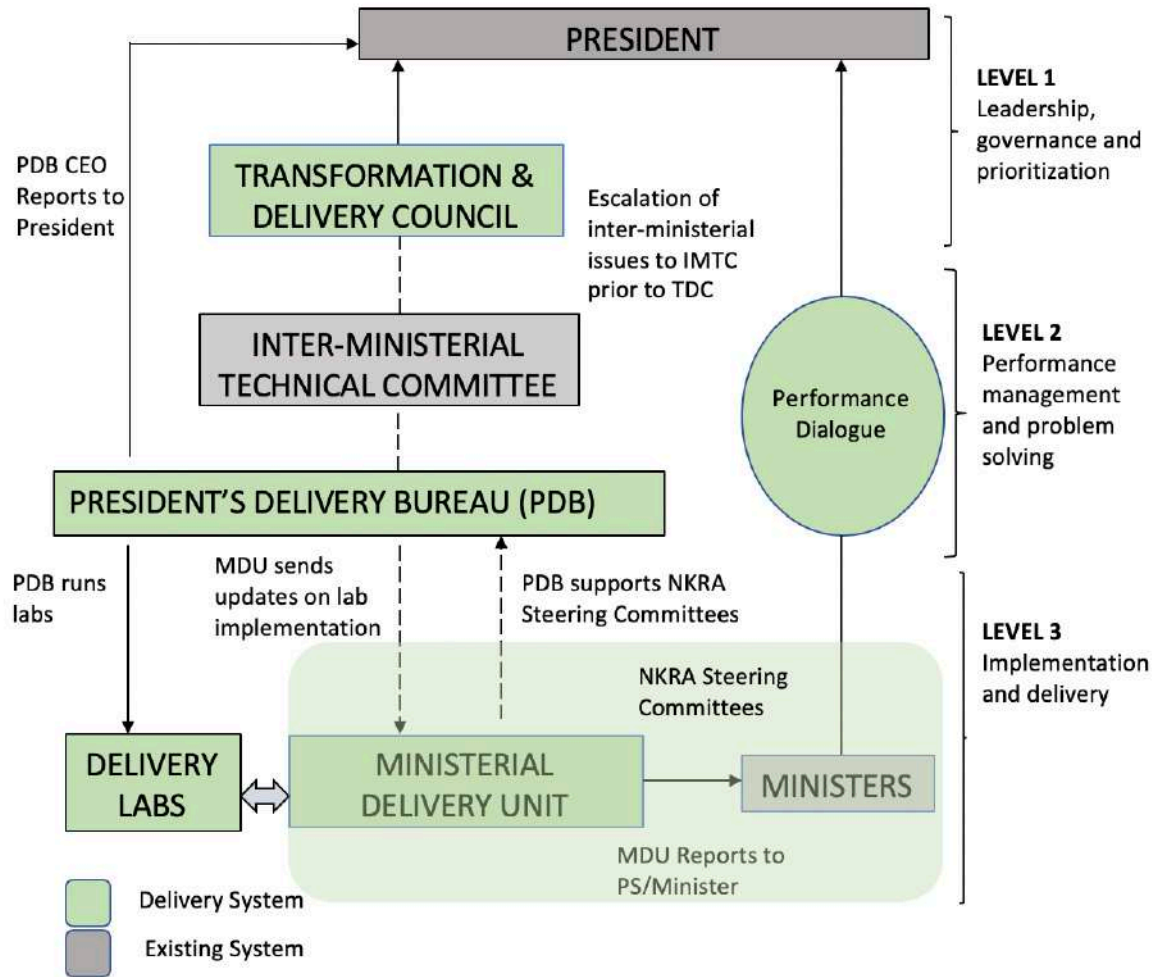 PRESIDENT
LEVEL 1
Leadership,
governance and
prioritization
PDB CEO
Reports to
President
TRANSFORMATION &
DELIVERY COUNCIL
Escalation of
inter-ministerial
issues to IMTC
prior to TDC
INTER-MINISTERIAL
TECHNICAL COMMITTEE
Performance
Dialogue
LEVEL 2
Performance
management
and problem
solving
PRESIDENT'S DELIVERY BUREAU (PDB)
PDB runs
labs
MDU sends
updates on lab
implementation
PDB supports NKRA
Steering Committees
LEVEL 3
Implementation
and delivery
NKRA Steering
Committees
DELIVERY
LABS
MINISTERIAL
DELIVERY UNIT
MINISTERS
MDU Reports to
PS/Minister
Delivery System
Existing System